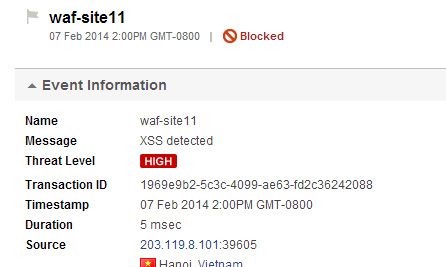 waf-site11
07 Feb 2014 2:00PM GMT-0800 | Blocked
Event Information
Name waf-site11
Message XSS detected
Threat Level HIGH
Transaction ID 1969e9b2-5c3c-4099-ae63-fd2c36242088
Timestamp 07 Feb 2014 2:00PM GMT-0800
Duration 5 msec
Source 203.119.8.101:39605
Hanoi, Vietnam